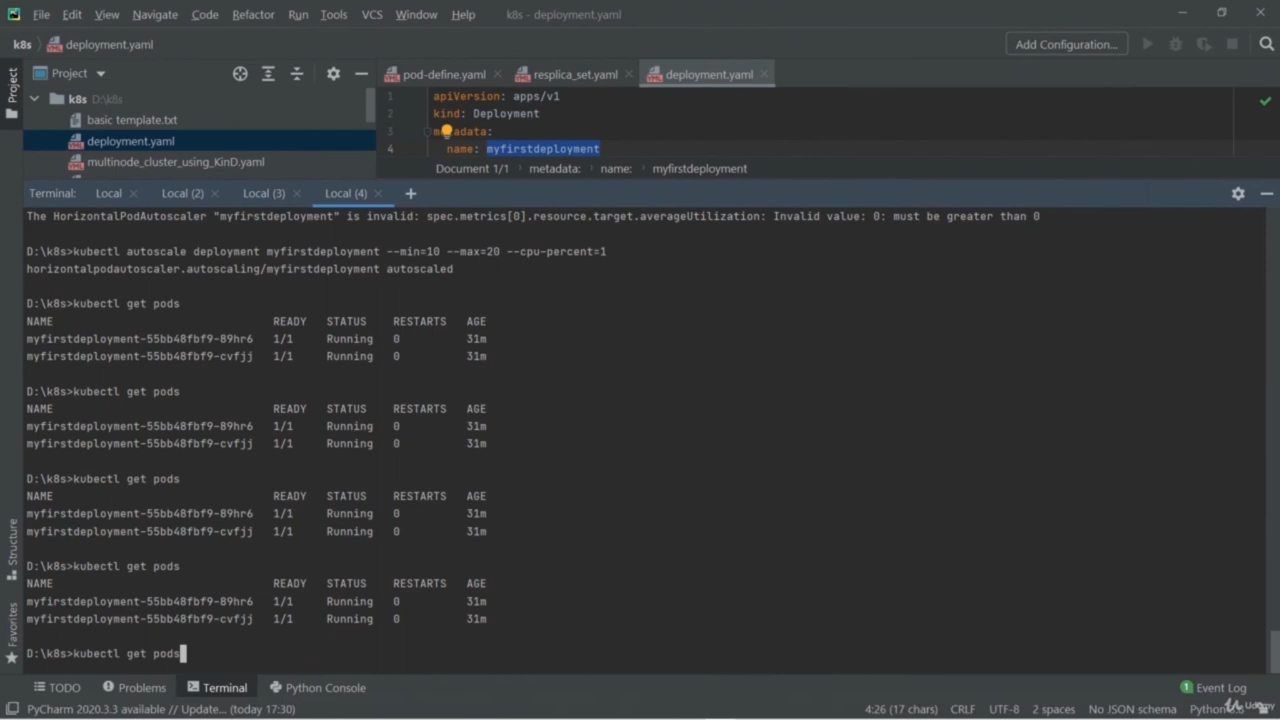 File Edit View Navigate Code Refactor Run Tools VCS Window Help k8s - deployment.yaml
k8s deployment.yaml Add Configuration...
Project
Project pod-define.yaml resplica_set.yaml deployment.yaml
k8s D:\k8s
basic template.txt
deployment.yaml
multinode_cluster_using_KinD.yaml
1 apiVersion: apps/v1
2 kind: Deployment
3 metadata:
4 name: myfirstdeployment
Document 1/1 metadata: name: myfirstdeployment
Terminal: Local Local (2) Local (3) Local (4)
The HorizontalPodAutoscaler "myfirstdeployment" is invalid: spec.metrics[0].resource.target.averageUtilization: Invalid value: 0: must be greater than 0
D:\k8s>kubectl autoscale deployment myfirstdeployment --min=10 --max=20 --cpu-percent=1
horizontalpodautoscaler.autoscaling/myfirstdeployment autoscaled
D:\k8s>kubectl get pods
NAME READY STATUS RESTARTS AGE
myfirstdeployment-55bb48fbf9-89hr6 1/1 Running 0 31m
myfirstdeployment-55bb48fbf9-cvfjj 1/1 Running 0 31m
D:\k8s>kubectl get pods
NAME READY STATUS RESTARTS AGE
myfirstdeployment-55bb48fbf9-89hr6 1/1 Running 0 31m
myfirstdeployment-55bb48fbf9-cvfjj 1/1 Running 0 31m
D:\k8s>kubectl get pods
NAME READY STATUS RESTARTS AGE
myfirstdeployment-55bb48fbf9-89hr6 1/1 Running 0 31m
myfirstdeployment-55bb48fbf9-cvfjj 1/1 Running 0 31m
D:\k8s>kubectl get pods
NAME READY STATUS RESTARTS AGE
myfirstdeployment-55bb48fbf9-89hr6 1/1 Running 0 31m
myfirstdeployment-55bb48fbf9-cvfjj 1/1 Running 0 31m
D:\k8s>kubectl get pods
Structure
Favorites
TODO Problems Terminal Python Console 1 Event Log
PyCharm 2020.3.3 available // Update... (today 17:30) 4:26 (17 chars) CRLF UTF-8 2 spaces No JSON schema Python
Udemy